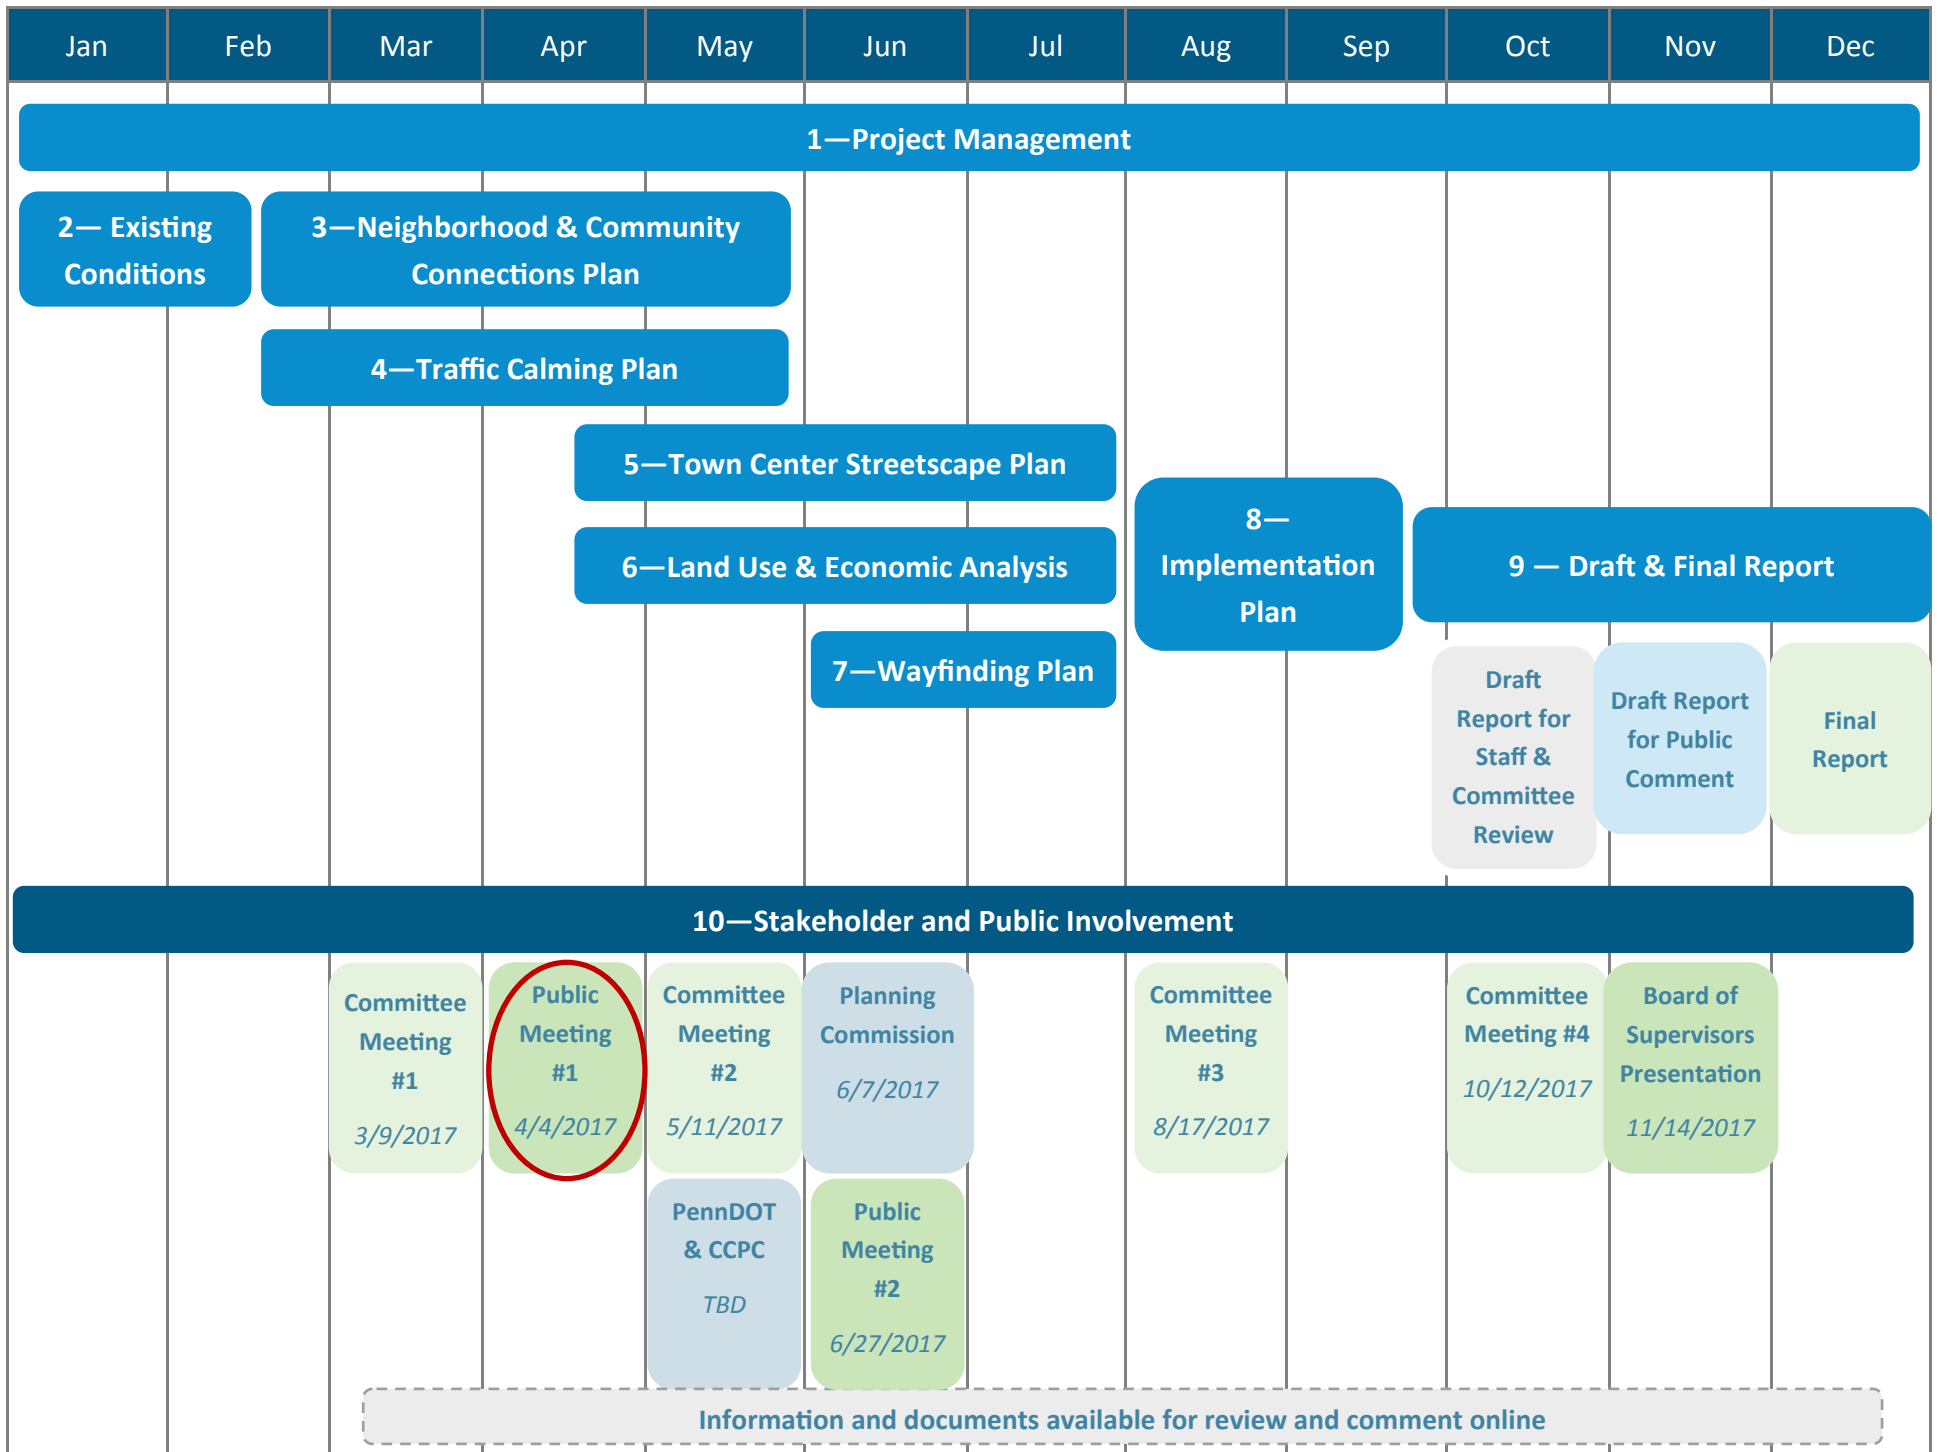 Jan Feb Mar Apr May Jun Jul Aug Sep Oct Nov Dec
1—Project Management
2— Existing
Conditions
3—Neighborhood & Community
Connections Plan
4—Traffic Calming Plan
5—Town Center Streetscape Plan
6—Land Use & Economic Analysis
7—Wayfinding Plan
8—
Implementation
Plan
9 — Draft & Final Report
Draft
Report for
Staff &
Committee
Review
Draft Report
for Public
Comment
Final
Report
10—Stakeholder and Public Involvement
Committee
Meeting
#1
3/9/2017
Public
Meeting
#1
4/4/2017
Committee
Meeting
#2
5/11/2017
Planning
Commission
6/7/2017
Committee
Meeting
#3
8/17/2017
Committee
Meeting #4
10/12/2017
Board of
Supervisors
Presentation
11/14/2017
PennDOT
& CCPC
TBD
Public
Meeting
#2
6/27/2017
Information and documents available for review and comment online